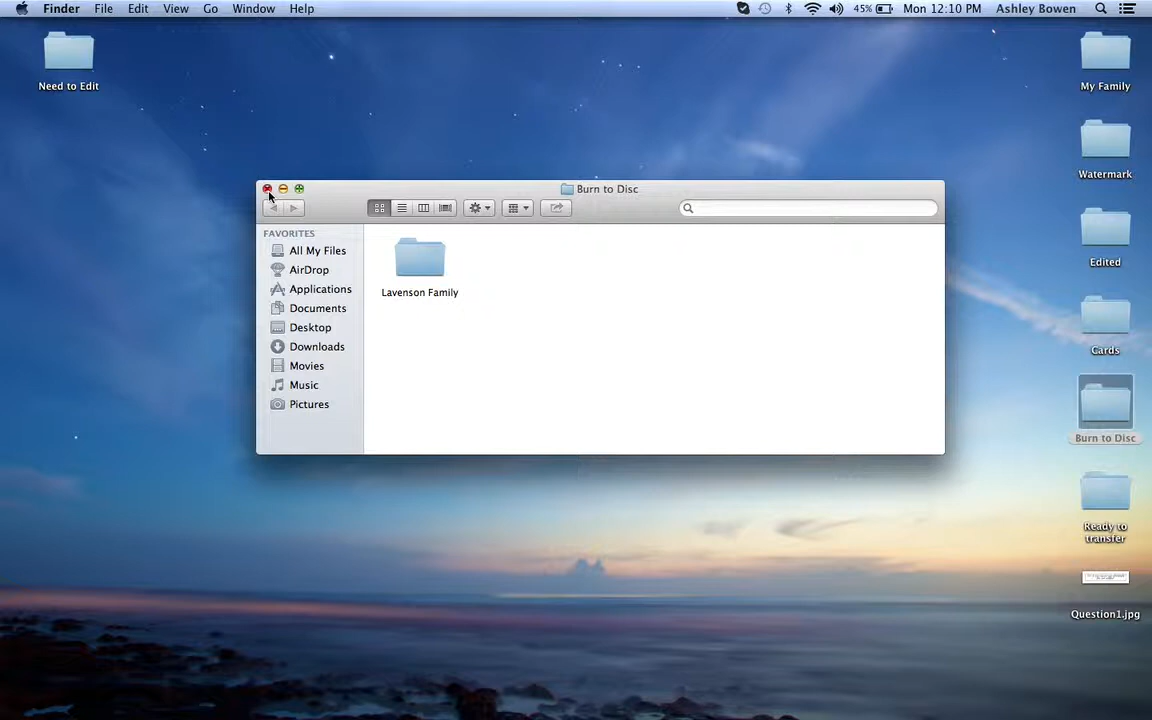 Finder File Edit View Go Window Help 45% Mon 12:10 PM Ashley Bowen
Need to Edit
My Family
Watermark
Edited
Cards
Burn to Disc
Ready to
transfer
Question1.jpg
Burn to Disc
FAVORITES
All My Files
AirDrop
Applications
Documents
Desktop
Downloads
Movies
Music
Pictures
Lavenson Family